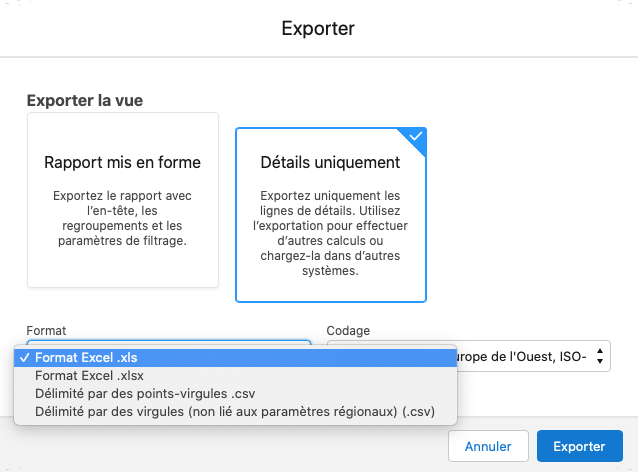 Exporter
Exporter la vue
Rapport mis en forme
Exportez le rapport avec
l'en-tête, les
regroupements et les
paramètres de filtrage.
Détails uniquement
Exportez uniquement les
lignes de détails. Utilisez
l'exportation pour effectuer
d'autres calculs ou
chargez-la dans d'autres
systèmes.
Format
Codage
Format Excel .xls
Format Excel .xlsx
Délimité par des points-virgules .csv
Délimité par des virgules (non lié aux paramètres régionaux) (.csv)
urope de l'Ouest, ISO-
Annuler
Exporter